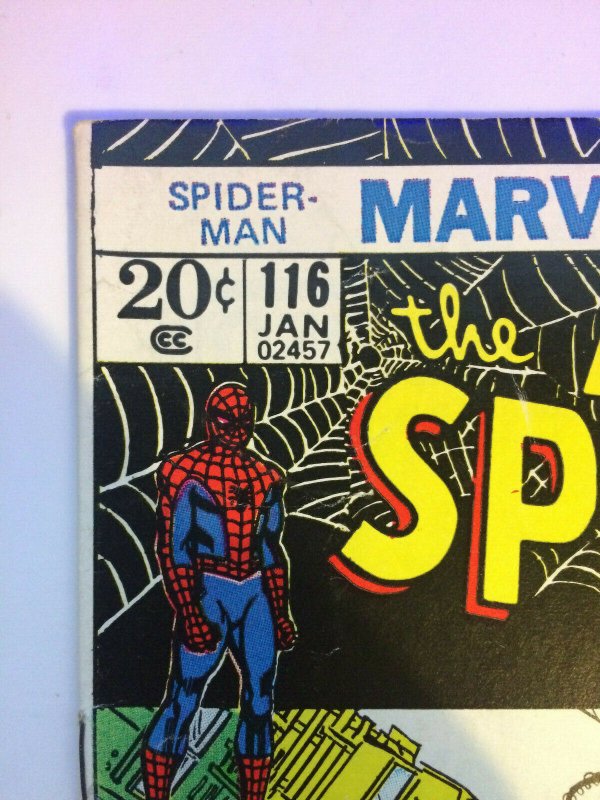 SPIDER-
MAN
MARV
20¢
CC
116
JAN
02457
the
SP